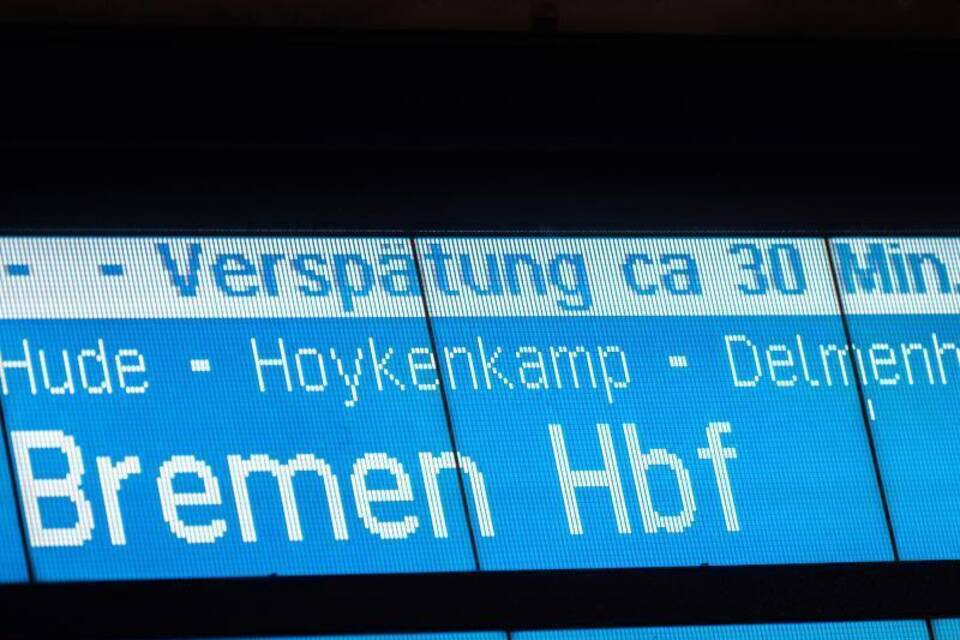 - - Verspätung ca 30 Min.
Hude - Hoykenkamp - Delmenh
Bremen Hbf